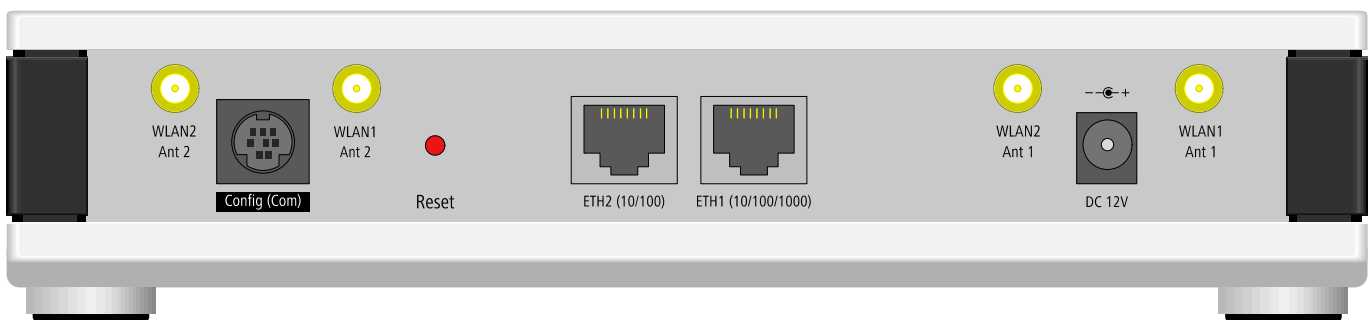 WLAN2
Ant 2
Config (Com)
WLAN1
Ant 2
Reset
ETH2 (10/100)
ETH1 (10/100/1000)
WLAN2
Ant 1
DC 12V
WLAN1
Ant 1